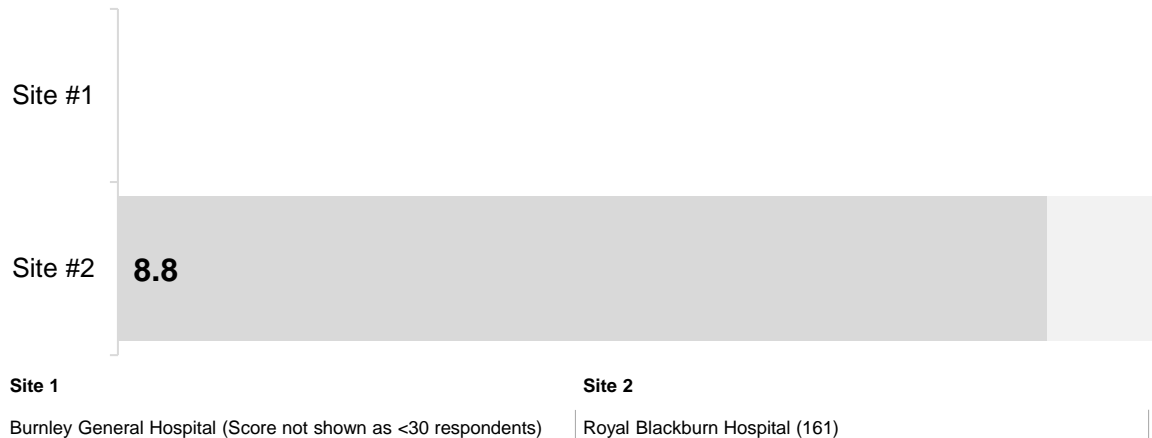 Site #1
Site #2
8.8
Site 1
Site 2
Burnley General Hospital (Score not shown as <30 respondents)
Royal Blackburn Hospital (161)